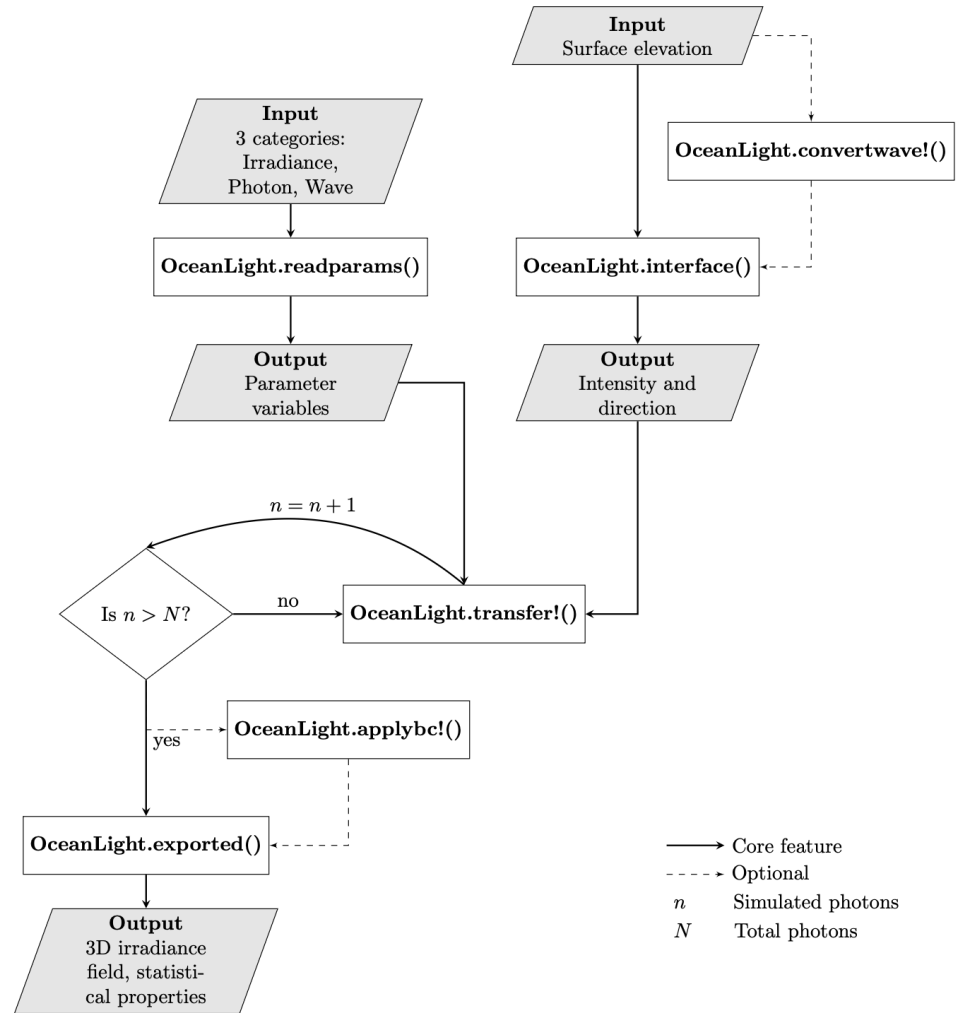 Input
Surface elevation
OceanLight.convertwave!()
Input
3 categories:
Irradiance,
Photon, Wave
OceanLight.readparams()
OceanLight.interface()
Output
Parameter
variables
Output
Intensity and
direction
n = n + 1
Is n > N?
no
OceanLight.transfer!()
yes
OceanLight.applybc!()
OceanLight.exported()
Output
3D irradiance
field, statisti-
cal properties
Core feature
Optional
n Simulated photons
N Total photons